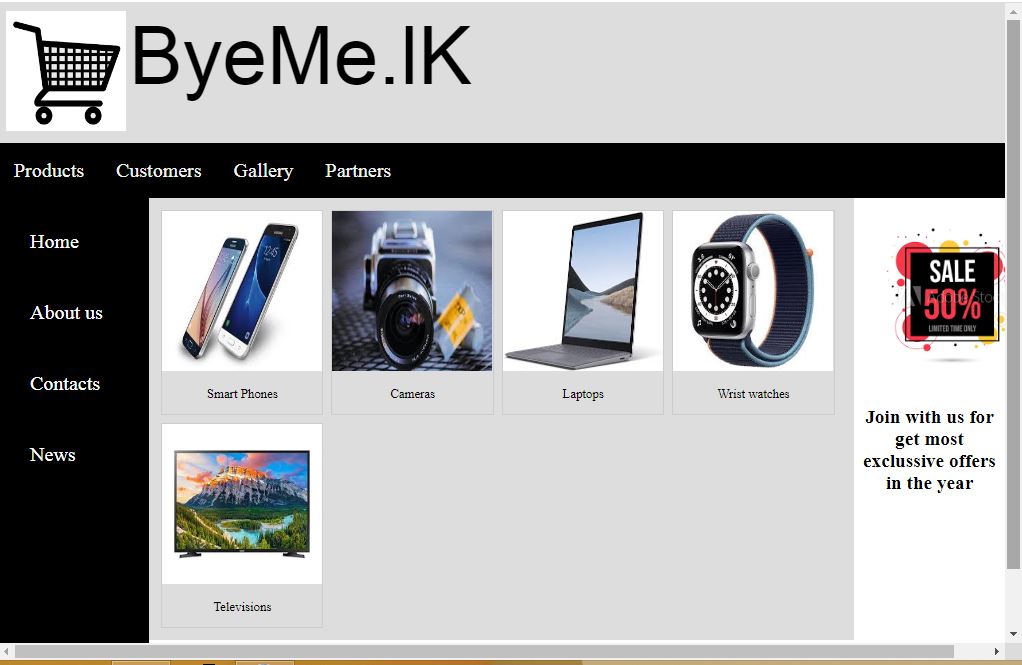 ByeMe.lK
Products Customers Gallery Partners
Home
About us
Contacts
News
Smart Phones
Cameras
Laptops
Wrist watches
Televisions
SALE
50%
LIMITED TIME ONLY
Join with us for
get most
exclussive offers
in the year